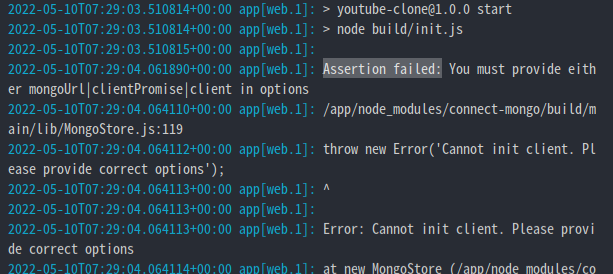 2022-05-10T07:29:03.510814+00:00 app[web.1]: > youtube-clone@1.0.0 start
2022-05-10T07:29:03.510814+00:00 app[web.1]: > node build/init.js
2022-05-10T07:29:03.510815+00:00 app[web.1]:
2022-05-10T07:29:04.061890+00:00 app[web.1]: Assertion failed: You must provide eith
er mongoUrl|clientPromise|client in options
2022-05-10T07:29:04.064110+00:00 app[web.1]: /app/node_modules/connect-mongo/build/m
ain/lib/MongoStore.js:119
2022-05-10T07:29:04.064112+00:00 app[web.1]: throw new Error('Cannot init client. Pl
ease provide correct options');
2022-05-10T07:29:04.064113+00:00 app[web.1]: ^
2022-05-10T07:29:04.064113+00:00 app[web.1]:
2022-05-10T07:29:04.064113+00:00 app[web.1]: Error: Cannot init client. Please provi
de correct options
2022-05-10T07:29:04.064114+00:00 app[web.1]: at new MongoStore (/app/node_modules/co